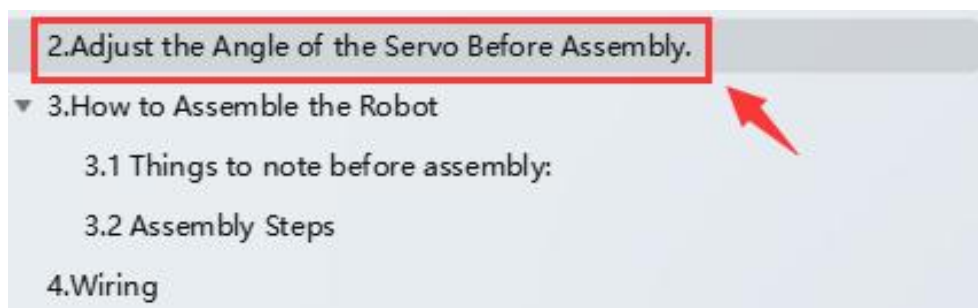 2.Adjust the Angle of the Servo Before Assembly.
3.How to Assemble the Robot
3.1 Things to note before assembly:
3.2 Assembly Steps
4.Wiring